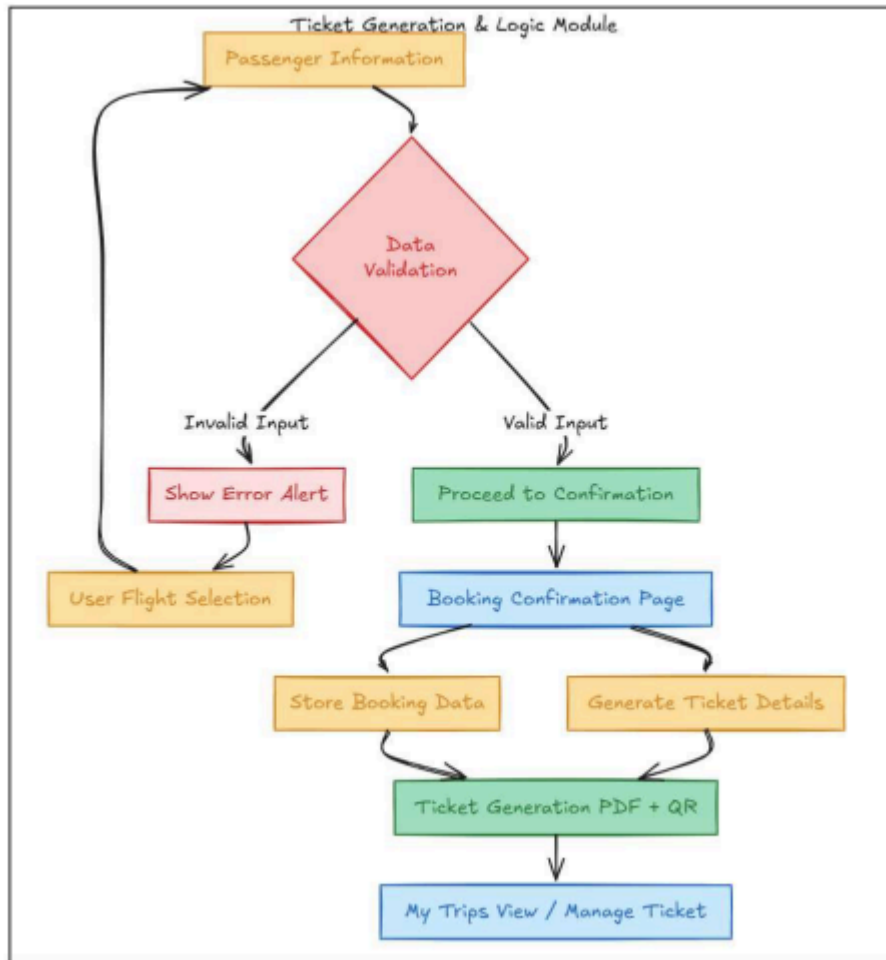 Ticket Generation & Logic Module
Passenger Information
Data
Validation
Invalid Input
Valid Input
Show Error Alert
Proceed to Confirmation
User Flight Selection
Booking Confirmation Page
Store Booking Data
Generate Ticket Details
Ticket Generation PDF + QR
My Trips View / Manage Ticket